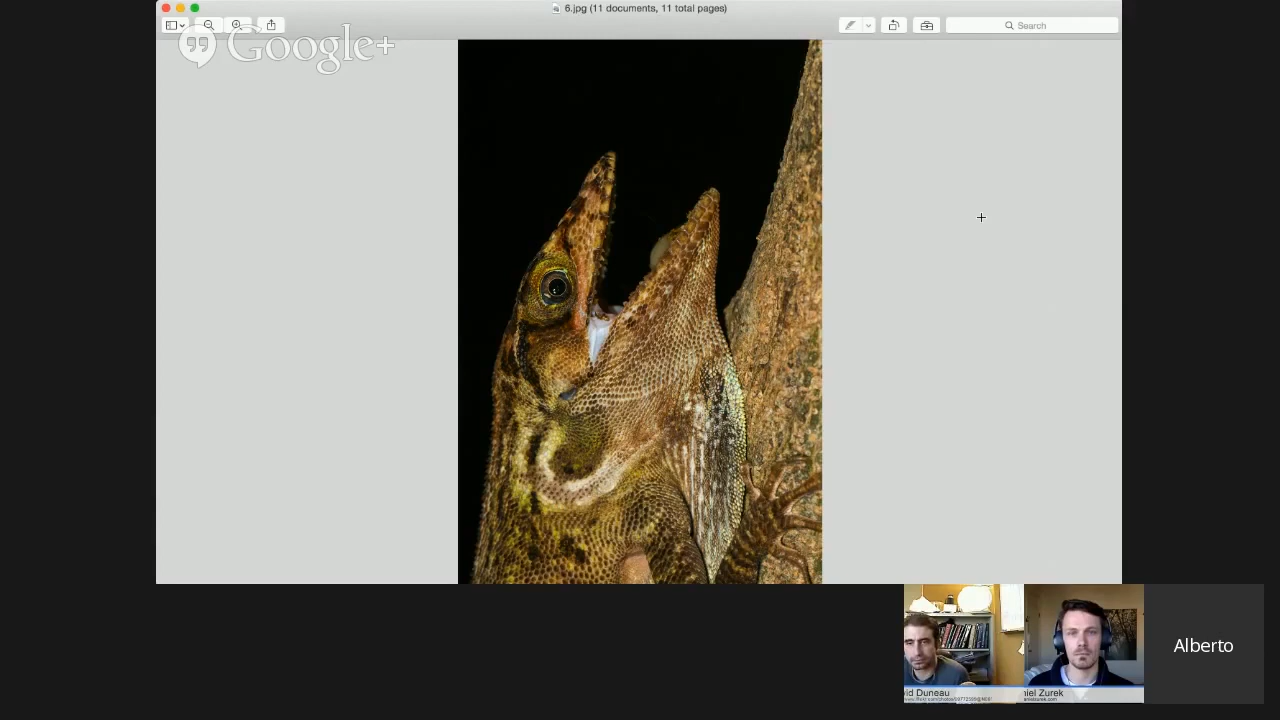 6.jpg (11 documents, 11 total pages)
Search
Google+
Alberto
vid Duneau
niel Zurek